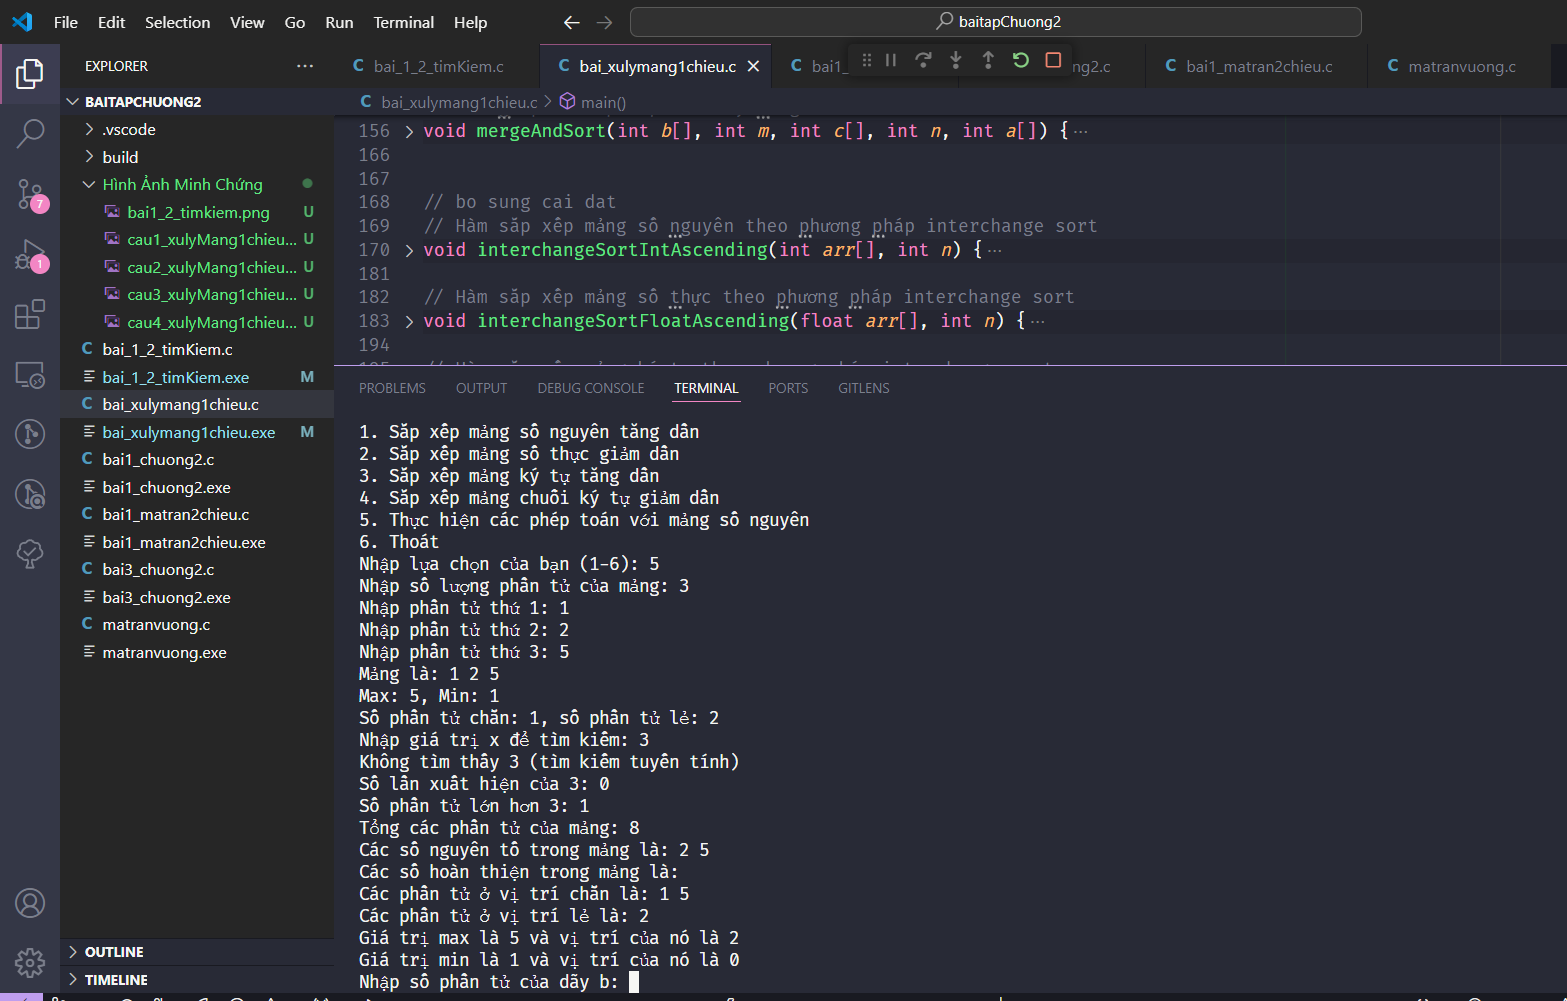 File Edit Selection View Go Run Terminal Help
baitapChuong2
EXPLORER
BAITAPCHUONG2
.vscode
build
Hình Ảnh Minh Chứng
bai1_2_timkiem.png U
cau1_xulyMang1chieu... U
cau2_xulyMang1chieu... U
cau3_xulyMang1chieu... U
cau4_xulyMang1chieu... U
C bai_1_2_timKiem.c
bai_1_2_timKiem.exe M
C bai_xulymang1chieu.c
bai_xulymang1chieu.exe M
C bai1_chuong2.c
bai1_chuong2.exe
C bai1_matran2chieu.c
bai1_matran2chieu.exe
C bai3_chuong2.c
bai3_chuong2.exe
C matranvuong.c
matranvuong.exe
OUTLINE
TIMELINE
7
1
C bai_1_2_timKiem.c
C bai_xulymang1chieu.c
C bai1_
ng2.c
C bai1_matran2chieu.c
C matranvuong.c
C bai_xulymang1chieu.c > main()
156 void mergeAndSort(int b[], int m, int c[], int n, int a[]) {···
166
167
168 // bo sung cai dat
169 // Hàm sắp xếp mảng số nguyên theo phương pháp interchange sort
170 void interchangeSortIntAscending(int arr[], int n) {···
181
182 // Hàm sắp xếp mảng số thực theo phương pháp interchange sort
183 void interchangeSortFloatAscending(float arr[], int n) {···
194
PROBLEMS OUTPUT DEBUG CONSOLE TERMINAL PORTS GITLENS
1. Sắp xếp mảng số nguyên tăng dần
2. Sắp xếp mảng số thực giảm dần
3. Sắp xếp mảng ký tự tăng dần
4. Sắp xếp mảng chuỗi ký tự giảm dần
5. Thực hiện các phép toán với mảng số nguyên
6. Thoát
Nhập lựa chọn của bạn (1-6): 5
Nhập số lượng phần tử của mảng: 3
Nhập phần tử thứ 1: 1
Nhập phần tử thứ 2: 2
Nhập phần tử thứ 3: 5
Mảng là: 1 2 5
Max: 5, Min: 1
Số phần tử chẵn: 1, số phần tử lẻ: 2
Nhập giá trị x để tìm kiếm: 3
Không tìm thấy 3 (tìm kiếm tuyến tính)
Số lần xuất hiện của 3: 0
Số phần tử lớn hơn 3: 1
Tổng các phần tử của mảng: 8
Các số nguyên tố trong mảng là: 2 5
Các số hoàn thiện trong mảng là:
Các phần tử ở vị trí chẵn là: 1 5
Các phần tử ở vị trí lẻ là: 2
Giá trị max là 5 và vị trí của nó là 2
Giá trị min là 1 và vị trí của nó là 0
Nhập số phần tử của dãy b: